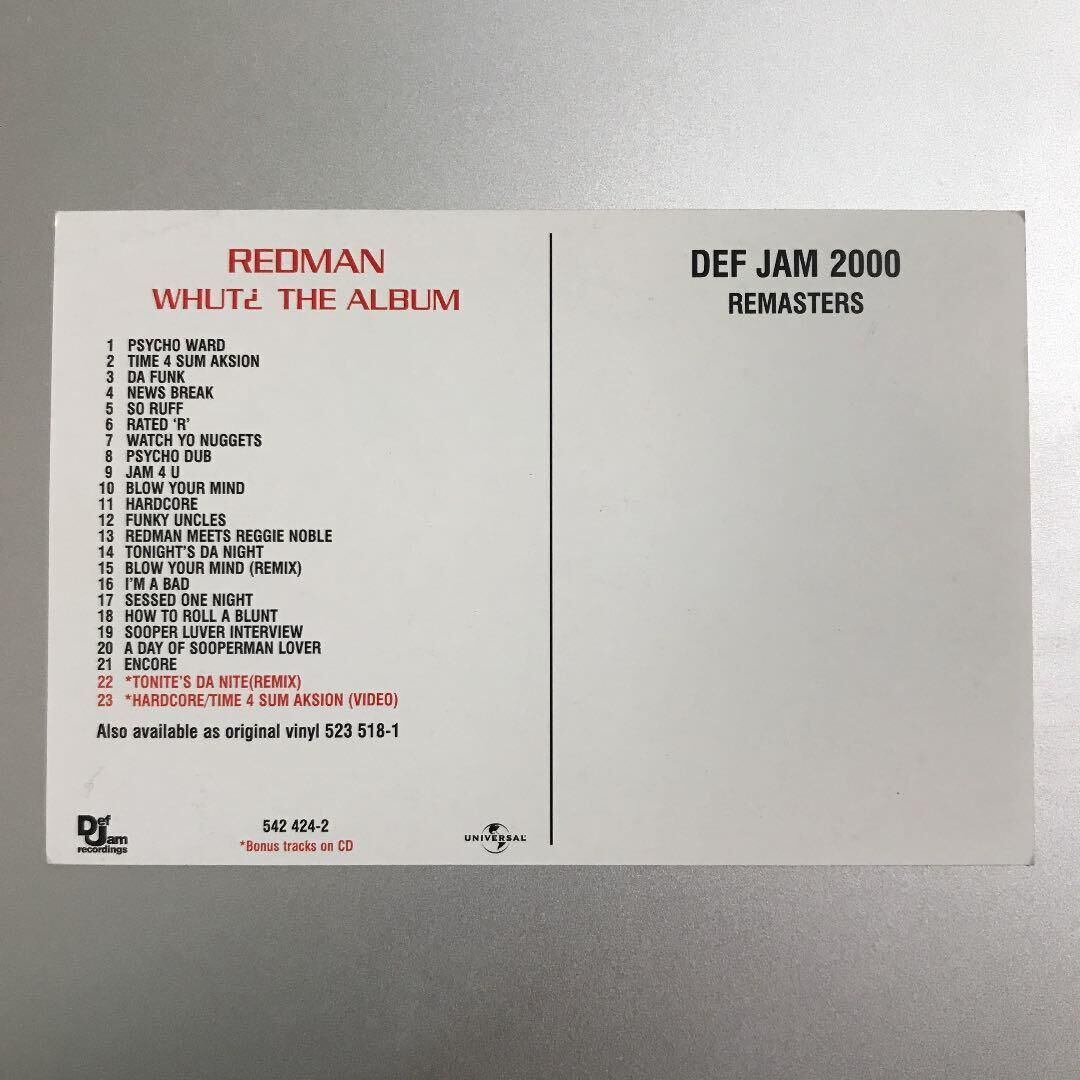 REDMAN
WHUT¿ THE ALBUM
1 PSYCHO WARD
2 TIME 4 SUM AKSION
3 DA FUNK
4 NEWS BREAK
5 SO RUFF
6 RATED ‘R’
7 WATCH YO NUGGETS
8 PSYCHO DUB
9 JAM 4 U
10 BLOW YOUR MIND
11 HARDCORE
12 FUNKY UNCLES
13 REDMAN MEETS REGGIE NOBLE
14 TONIGHT'S DA NIGHT
15 BLOW YOUR MIND (REMIX)
16 I'M A BAD
17 SESSED ONE NIGHT
18 HOW TO ROLL A BLUNT
19 SOOPER LUVER INTERVIEW
20 A DAY OF SOOPERMAN LOVER
21 ENCORE
22 *TONITE'S DA NITE(REMIX)
23 *HARDCORE/TIME 4 SUM AKSION (VIDEO)
Also available as original vinyl 523 518-1
Def Jam
recordings
542 424-2
*Bonus tracks on CD
UNIVERSAL
DEF JAM 2000
REMASTERS